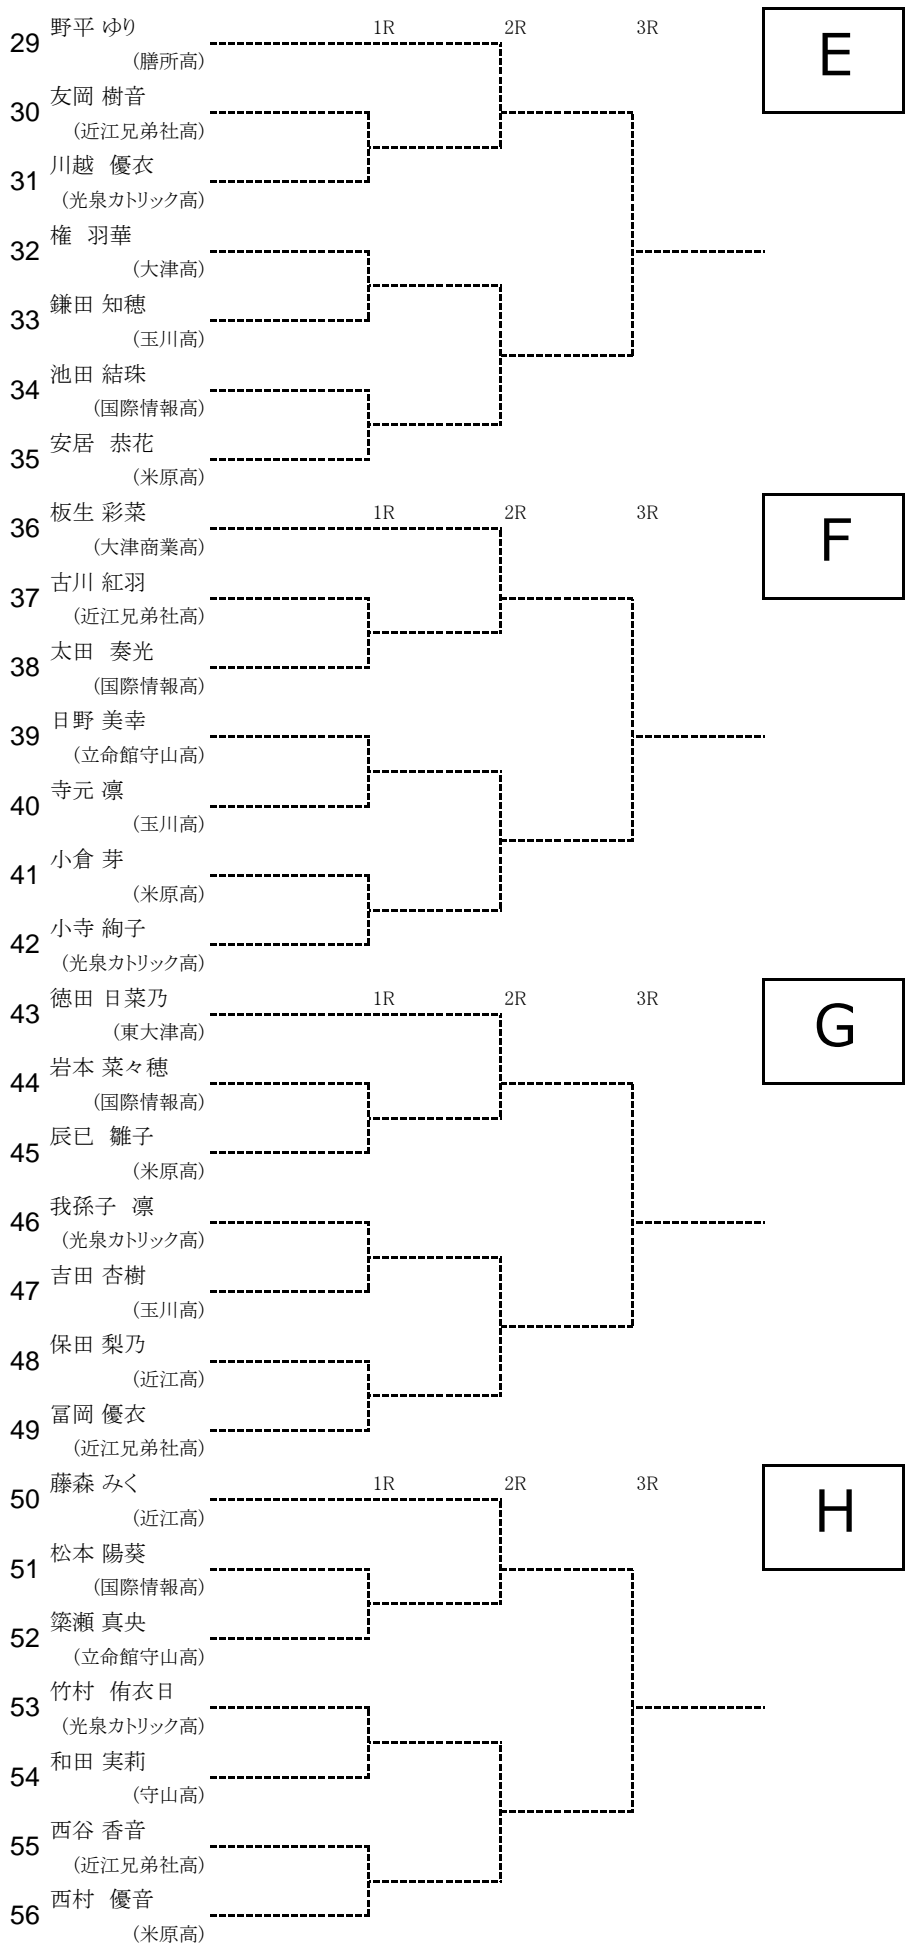 野平 ゆり 1R 2R 3R E
29
(膳所高)
友岡 樹音
30
(近江兄弟社高)
川越 優衣
31
(光泉カトリック高)
権 羽華
32
(大津高)
鎌田 知穂
33
(玉川高)
池田 結珠
34
(国際情報高)
安居 恭花
35
(米原高)
板生 彩菜 1R 2R 3R F
36
(大津商業高)
古川 紅羽
37
(近江兄弟社高)
太田 奏光
38
(国際情報高)
日野 美幸
39
(立命館守山高)
寺元 凛
40
(玉川高)
小倉 芽
41
(米原高)
小寺 絢子
42
(光泉カトリック高)
徳田 日菜乃 1R 2R 3R G
43
(東大津高)
岩本 菜々穂
44
(国際情報高)
辰已 雛子
45
(米原高)
我孫子 凛
46
(光泉カトリック高)
吉田 杏樹
47
(玉川高)
保田 梨乃
48
(近江高)
冨岡 優衣
49
(近江兄弟社高)
藤森 みく 1R 2R 3R H
50
(近江高)
松本 陽葵
51
(国際情報高)
簗瀬 真央
52
(立命館守山高)
竹村 侑衣日
53
(光泉カトリック高)
和田 実莉
54
(守山高)
西谷 香音
55
(近江兄弟社高)
西村 優音
56
(米原高)